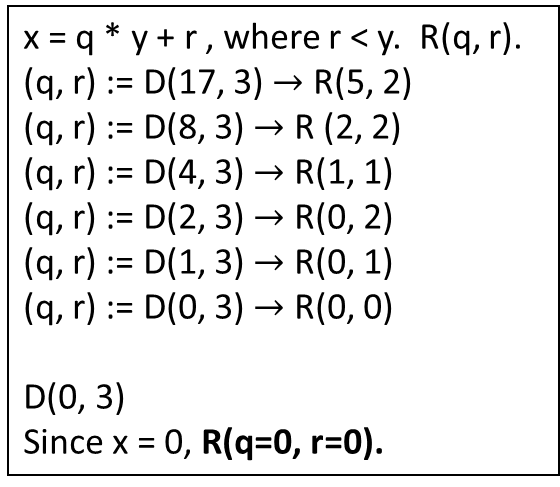 x = q * y + r , where r < y.  R(q, r).
(q, r) := D(17, 3) → R(5, 2)
(q, r) := D(8, 3) → R (2, 2)
(q, r) := D(4, 3) → R(1, 1)
(q, r) := D(2, 3) → R(0, 2)
(q, r) := D(1, 3) → R(0, 1)
(q, r) := D(0, 3) → R(0, 0)
D(0, 3)
Since x = 0, R(q=0, r=0).